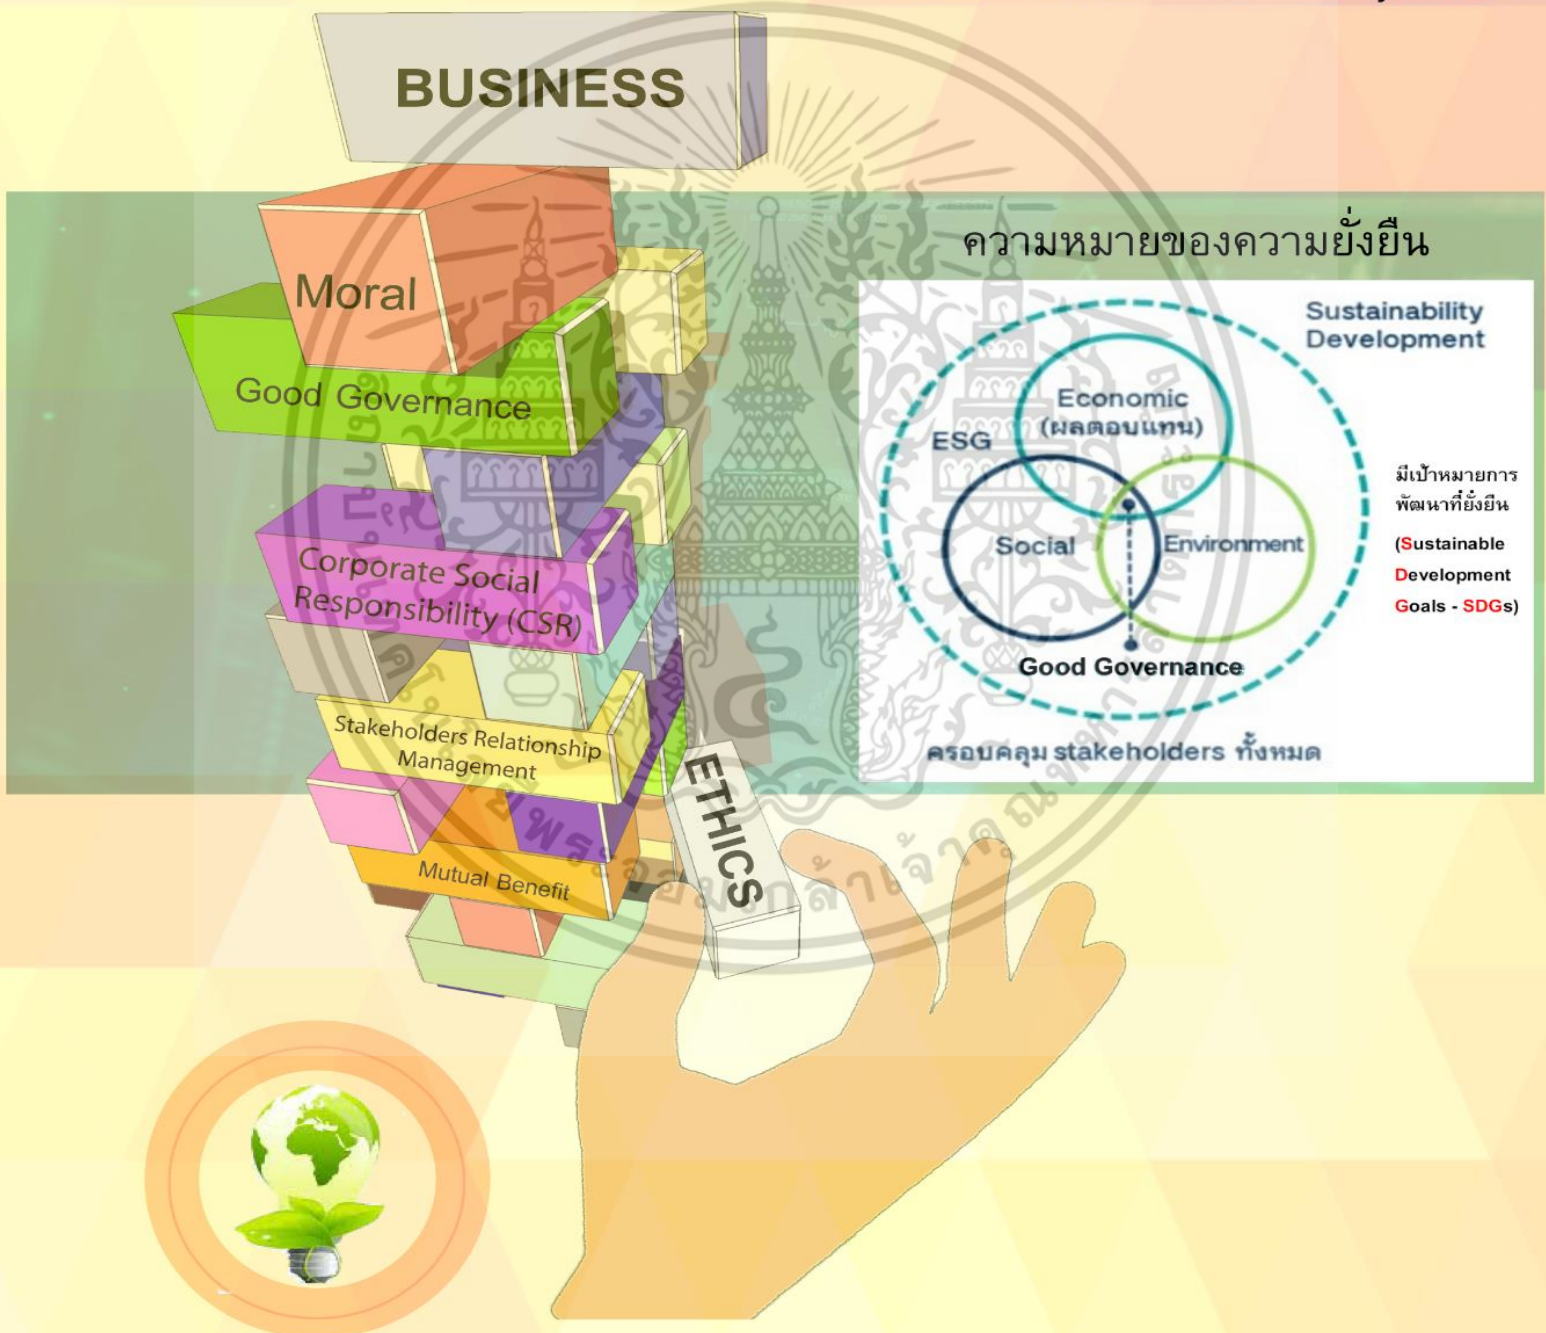 BUSINESS
Moral
Good Governance
Corporate Social
Responsibility (CSR)
Stakeholders Relationship
Management
Mutual Benefit
ETHICS
ความหมายของความยั่งยืน
Sustainability
Development
Economic
(ผลตอบแทน)
ESG
Social
Environment
Good Governance
ครอบคลุม stakeholders ทั้งหมด
มีเป้าหมายการ
พัฒนาที่ยั่งยืน
(Sustainable
Development
Goals - SDGs)